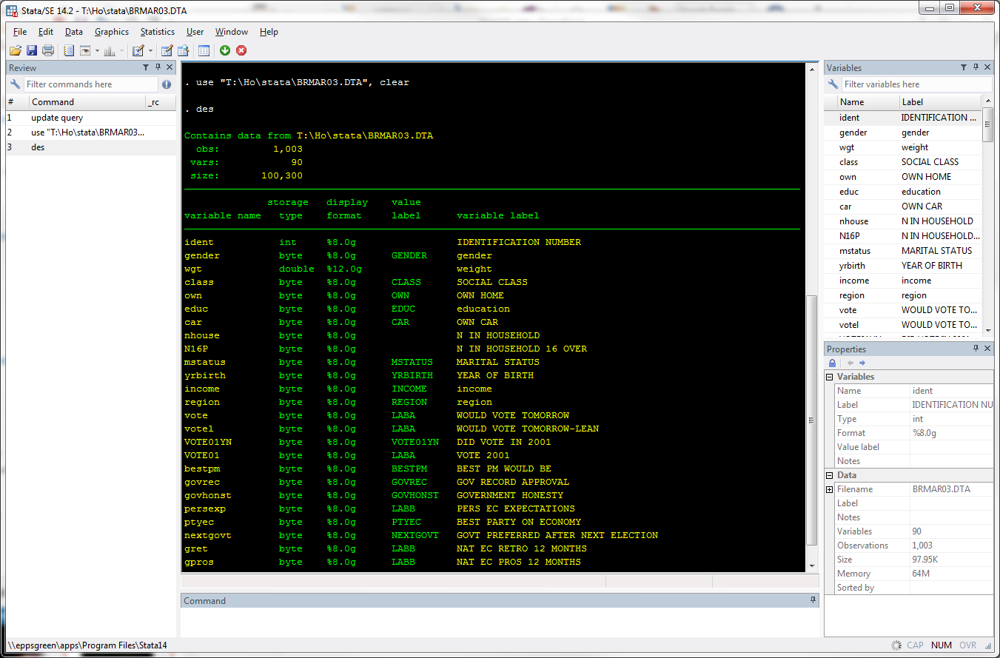 Stata/SE 14.2 - T:\Ho\stata\BRMAR03.DTA
File Edit Data Graphics Statistics User Window Help
Review
Filter commands here
# Command _rc
1 update query
2 use "T:\Ho\stata\BRMAR03...
3 des
. use "T:\Ho\stata\BRMAR03.DTA", clear
. des
Contains data from T:\Ho\stata\BRMAR03.DTA
obs: 1,003
vars: 90
size: 100,300
storage display value
variable name type format label variable label
ident int %8.0g IDENTIFICATION NUMBER
gender byte %8.0g GENDER gender
wgt double %12.0g weight
class byte %8.0g CLASS SOCIAL CLASS
own byte %8.0g OWN OWN HOME
educ byte %8.0g EDUC education
car byte %8.0g CAR OWN CAR
nhouse byte %8.0g N IN HOUSEHOLD
N16P byte %8.0g N IN HOUSEHOLD 16 OVER
mstatus byte %8.0g MSTATUS MARITAL STATUS
yrbirth byte %8.0g YRBIRTH YEAR OF BIRTH
income byte %8.0g INCOME income
region byte %8.0g REGION region
vote byte %8.0g LABA WOULD VOTE TOMORROW
votel byte %8.0g LABA WOULD VOTE TOMORROW-LEAN
VOTE01YN byte %8.0g VOTE01YN DID VOTE IN 2001
VOTE01 byte %8.0g LABA VOTE 2001
bestpm byte %8.0g BESTPM BEST PM WOULD BE
govrec byte %8.0g GOVREC GOV RECORD APPROVAL
govhonst byte %8.0g GOVHONST GOVERNMENT HONESTY
persexp byte %8.0g LABB PERS EC EXPECTATIONS
ptyec byte %8.0g PTYEC BEST PARTY ON ECONOMY
nextgovt byte %8.0g NEXTGOVT GOVT PREFERRED AFTER NEXT ELECTION
gret byte %8.0g LABB NAT EC RETRO 12 MONTHS
gpros byte %8.0g LABB NAT EC PROS 12 MONTHS
Command
Variables
Filter variables here
Name Label
ident IDENTIFICATION ...
gender gender
wgt weight
class SOCIAL CLASS
own OWN HOME
educ education
car OWN CAR
nhouse N IN HOUSEHOLD
N16P N IN HOUSEHOLD...
mstatus MARITAL STATUS
yrbirth YEAR OF BIRTH
income income
region region
vote WOULD VOTE TO...
votel WOULD VOTE TO...
Properties
Variables
Name ident
Label IDENTIFICATION NU
Type int
Format %8.0g
Value label
Notes
Data
Filename BRMAR03.DTA
Label
Notes
Variables 90
Observations 1,003
Size 97.95K
Memory 64M
Sorted by
\\eppsgreen\apps\Program Files\Stata14
CAP NUM OVR